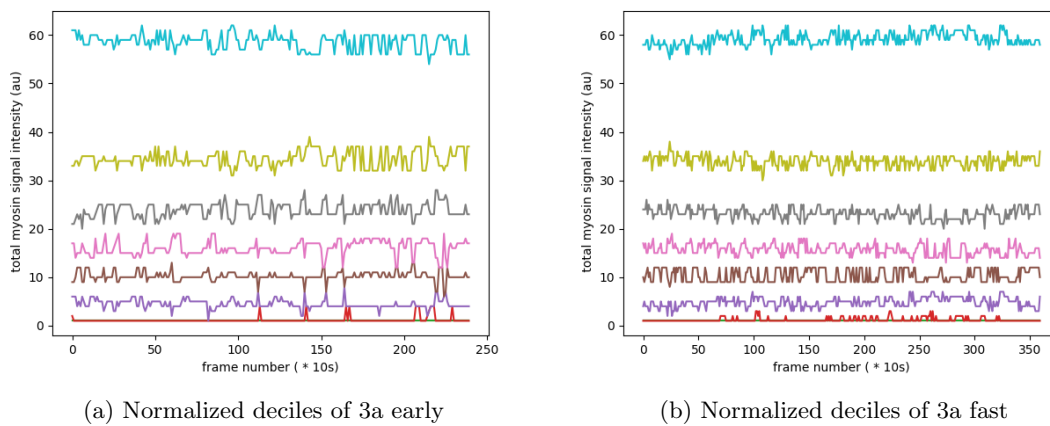 60
50
40
30
20
10
0
total myosin signal intensity (au)
0 50 100 150 200 250
frame number ( * 10s)
(a) Normalized deciles of 3a early
60
50
40
30
20
10
0
total myosin signal intensity (au)
0 50 100 150 200 250 300 350
frame number ( * 10s)
(b) Normalized deciles of 3a fast